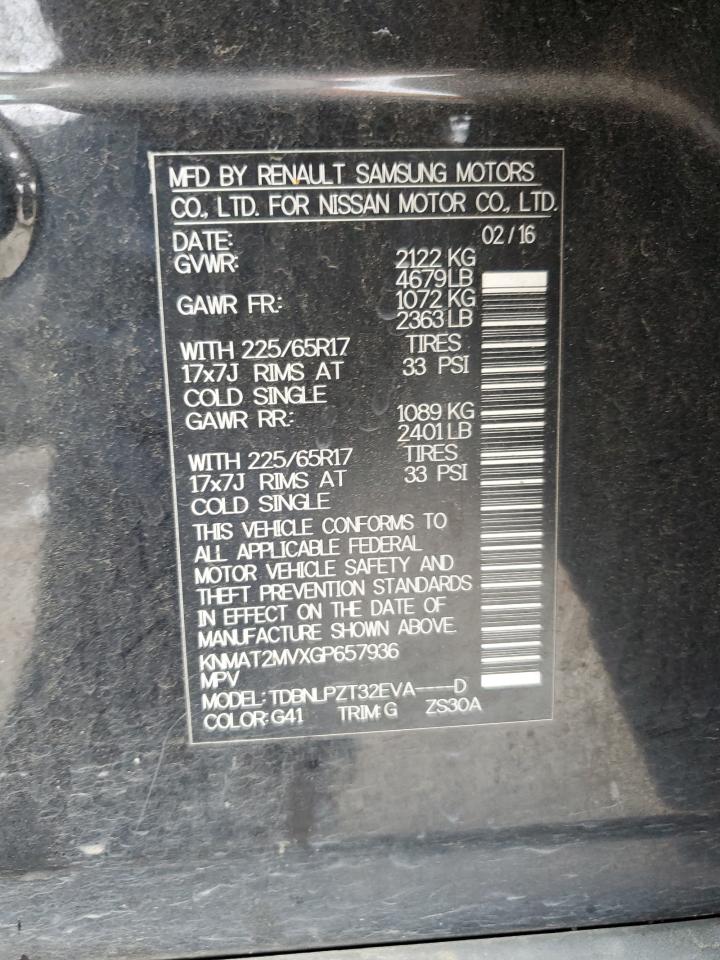 MFD BY RENAULT SAMSUNG MOTORS
CO., LTD. FOR NISSAN MOTOR CO., LTD.
DATE: 02/16
GVWR: 2122 KG
4679 LB
GAWR FR: 1072 KG
2363 LB
WITH 225/65R17 TIRES
17x7J RIMS AT 33 PSI
COLD SINGLE
GAWR RR: 1089 KG
2401 LB
WITH 225/65R17 TIRES
17x7J RIMS AT 33 PSI
COLD SINGLE
THIS VEHICLE CONFORMS TO
ALL APPLICABLE FEDERAL
MOTOR VEHICLE SAFETY AND
THEFT PREVENTION STANDARDS
IN EFFECT ON THE DATE OF
MANUFACTURE SHOWN ABOVE.
KNMAT2MVXGP657936
MPV
MODEL: TDBNLPZT32EVA----D
COLOR: G41 TRIM: G ZS30A